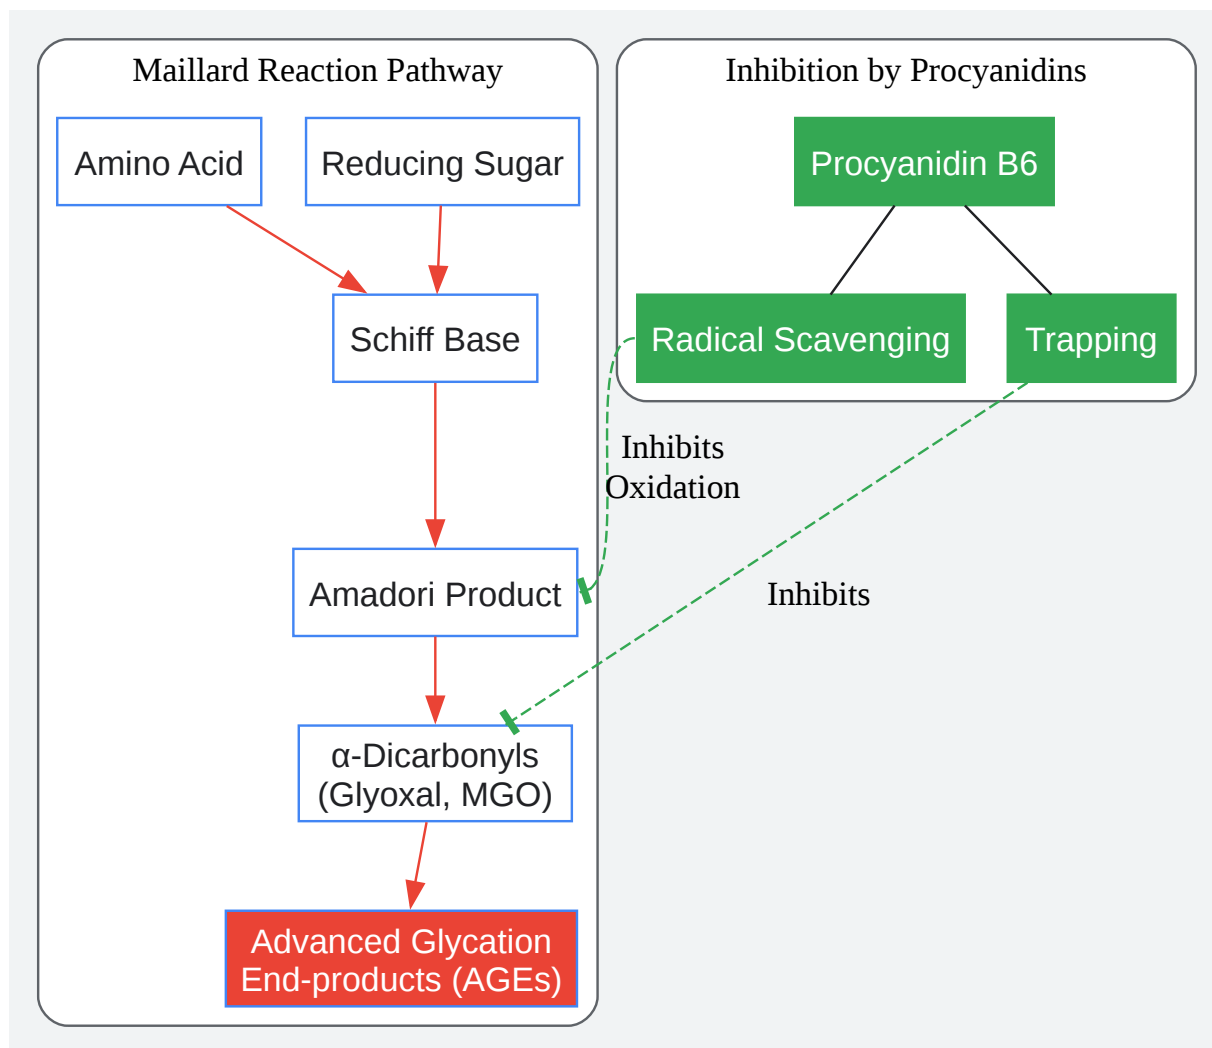 Maillard Reaction Pathway
Amino Acid
Reducing Sugar
Schiff Base
Amadori Product
α-Dicarbonyls
(Glyoxal, MGO)
Advanced Glycation
End-products (AGEs)
Inhibition by Procyanidins
Procyanidin B6
Radical Scavenging
Trapping
Inhibits
Oxidation
Inhibits